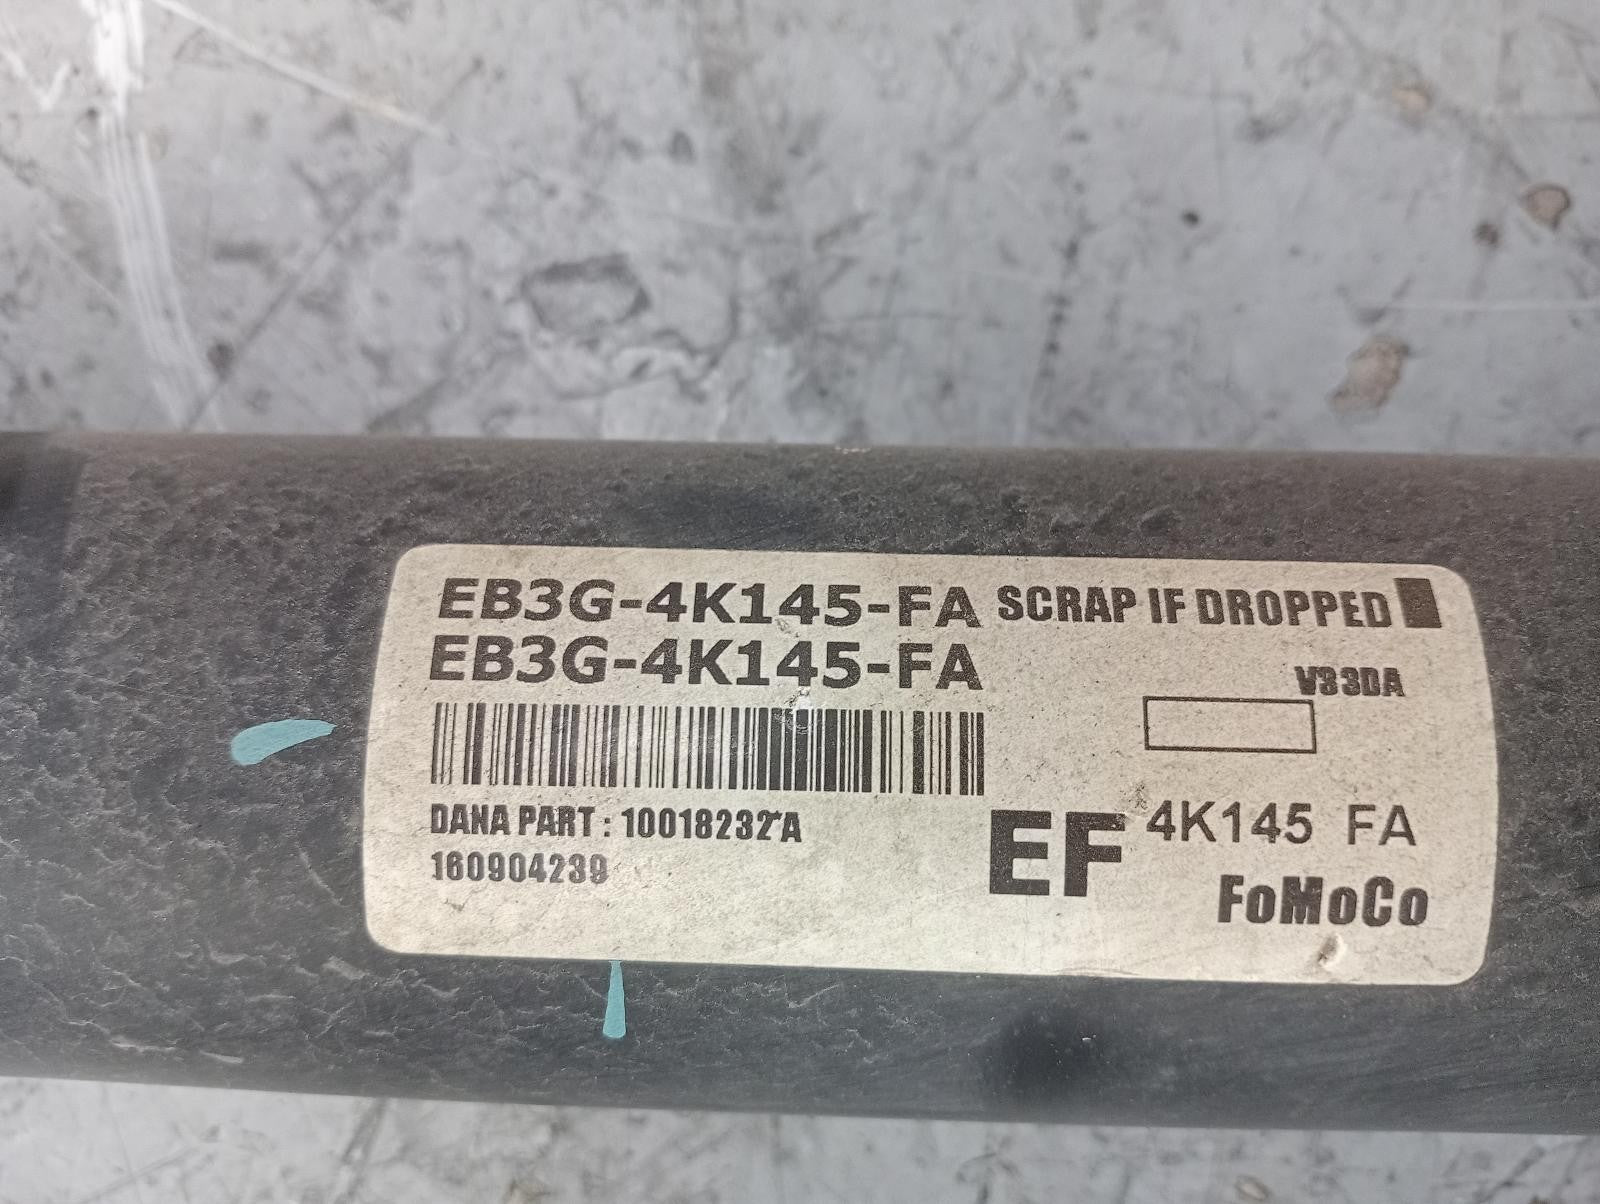 EB3G-4K145-FA SCRAP IF DROPPED
EB3G-4K145-FA
V33DA
DANA PART : 10018232 A
160904239
EF 4K145 FA
FoMoCo